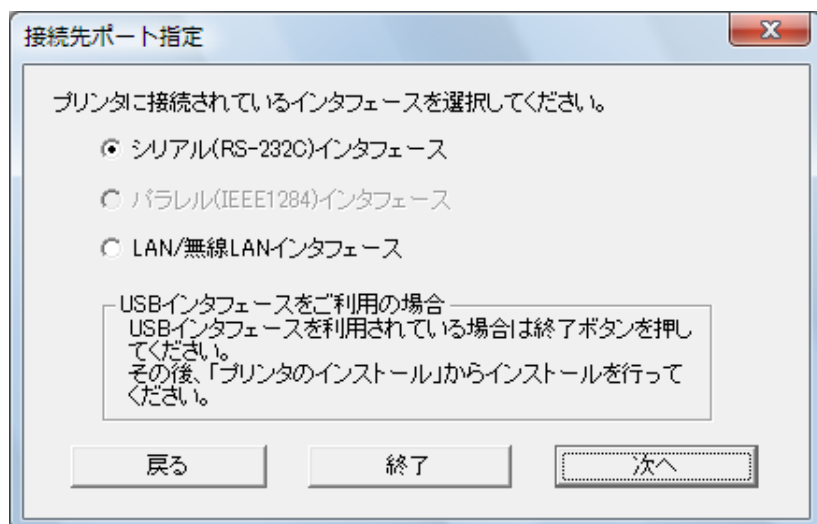 接続先ポート指定
プリンタに接続されているインタフェースを選択してください。
シリアル(RS-232C)インタフェース
パラレル(IEEE1284)インタフェース
LAN/無線LANインタフェース
USBインタフェースをご利用の場合
USBインタフェースを利用されている場合は終了ボタンを押し
てください。
その後、「プリンタのインストール」からインストールを行って
ください。
戻る 終了 次へ